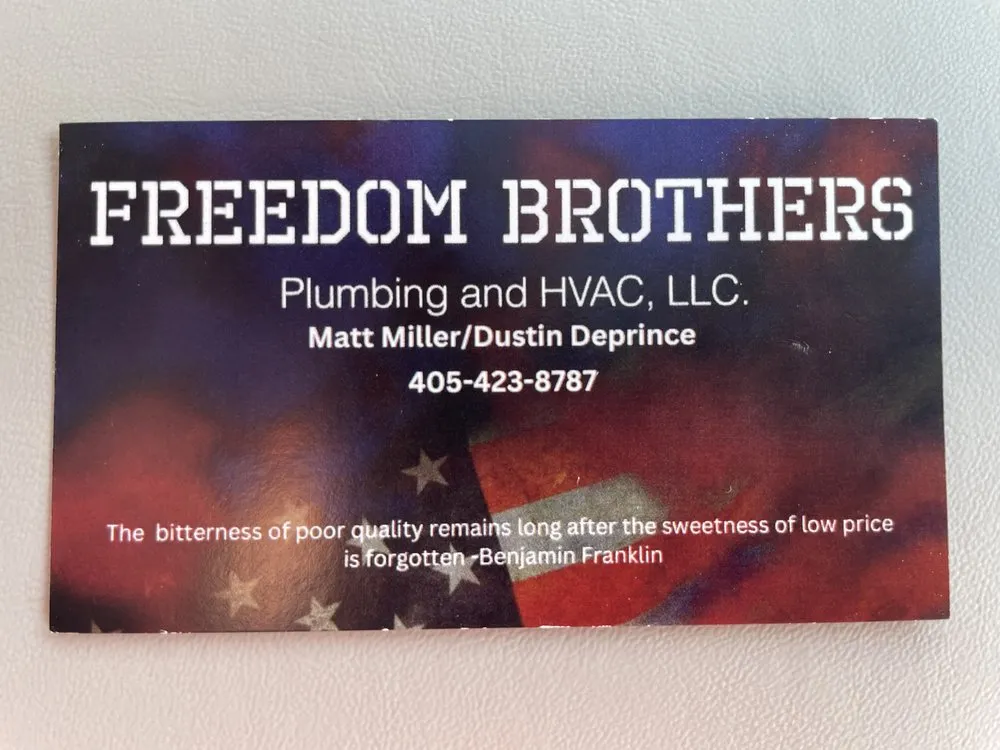 FREEDOM BROTHERS
Plumbing and HVAC, LLC.
Matt Miller/Dustin Deprince
405-423-8787
The bitterness of poor quality remains long after the sweetness of low price
is forgotten -Benjamin Franklin